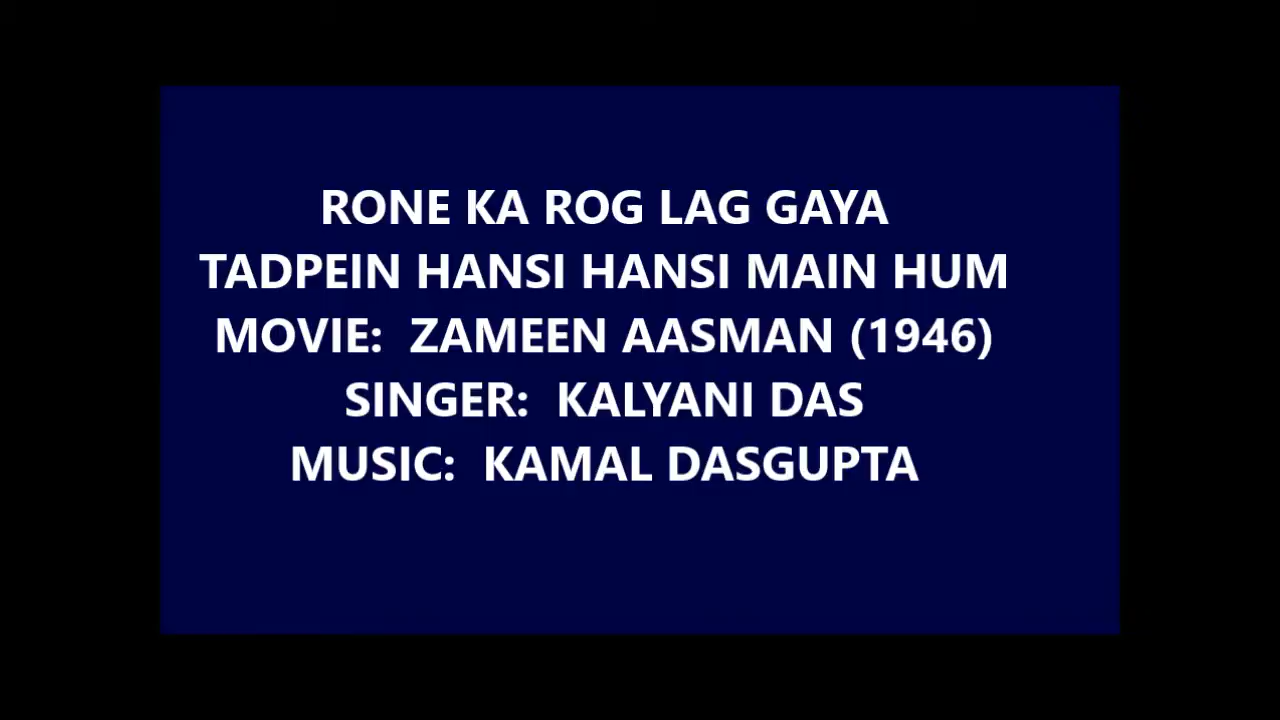 RONE KA ROG LAG GAYA
TADPEIN HANSI HANSI MAIN HUM
MOVIE:  ZAMEEN AASMAN (1946)
SINGER:  KALYANI DAS
MUSIC:  KAMAL DASGUPTA